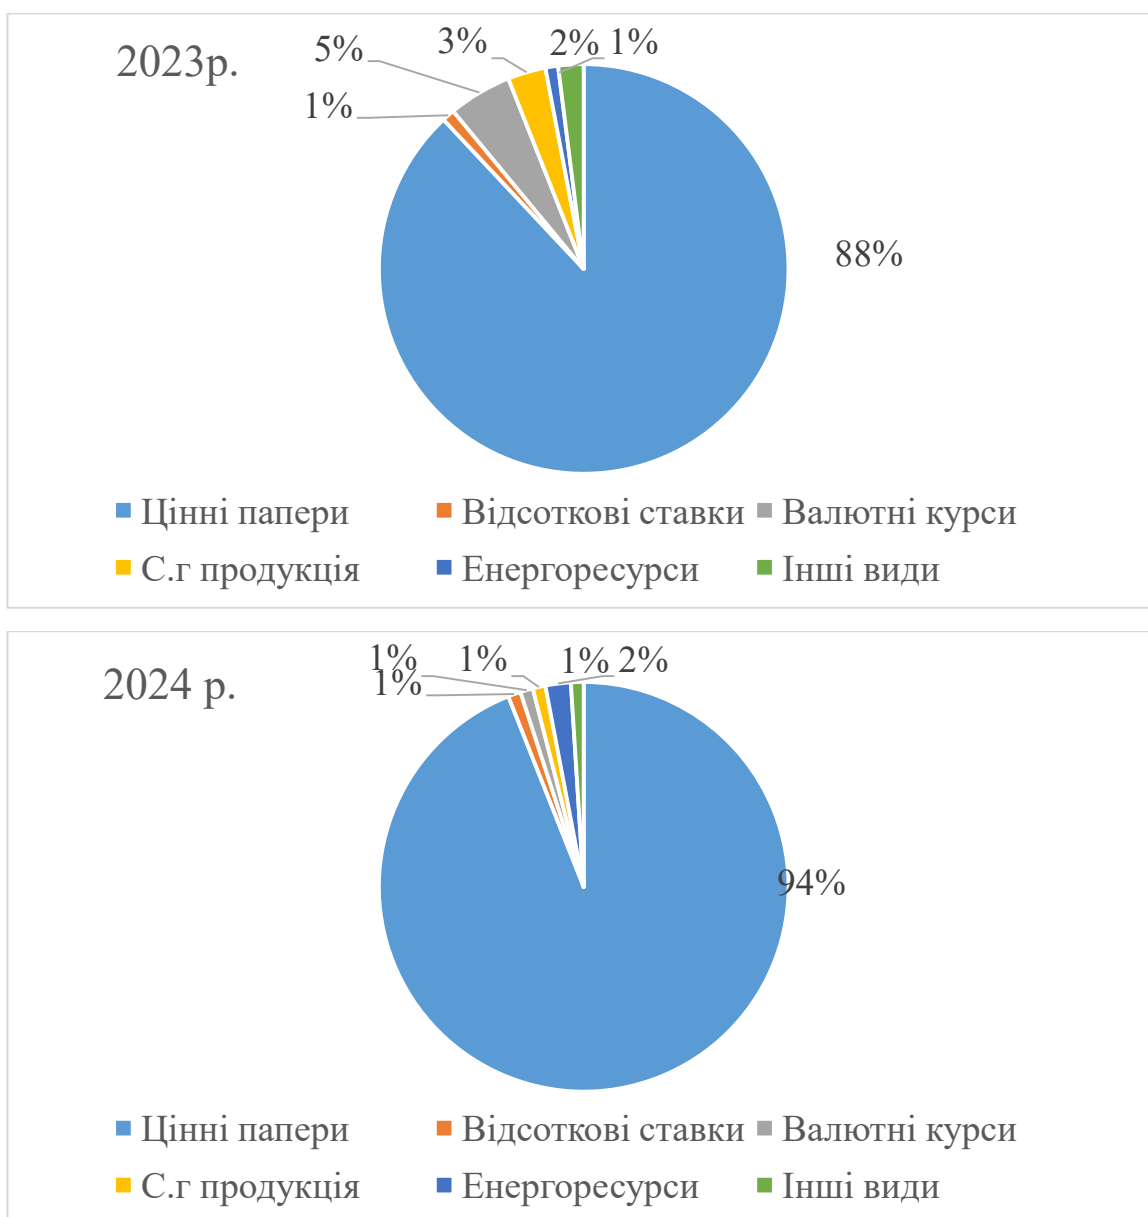 2023р.
5%
3%
2%
1%
1%
88%
Цінні папери
Відсоткові ставки
Валютні курси
С.г продукція
Енергоресурси
Інші види
2024 р.
1%
1%
1%
2%
1%
94%
Цінні папери
Відсоткові ставки
Валютні курси
С.г продукція
Енергоресурси
Інші види